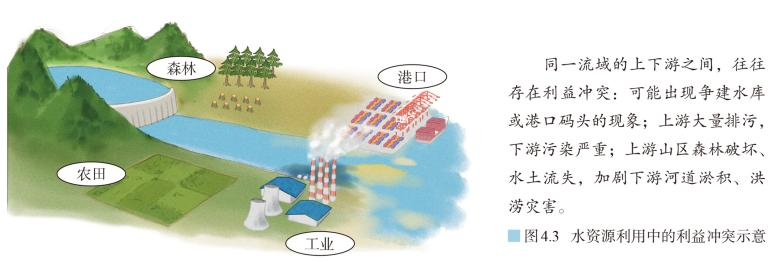 森林
港口
农田
工业
同一流域的上下游之间，往往
存在利益冲突：可能出现争建水库
或港口码头的现象；上游大量排污，
下游污染严重；上游山区森林破坏、
水土流失，加剧下游河道淤积、洪
涝灾害。
图4.3 水资源利用中的利益冲突示意